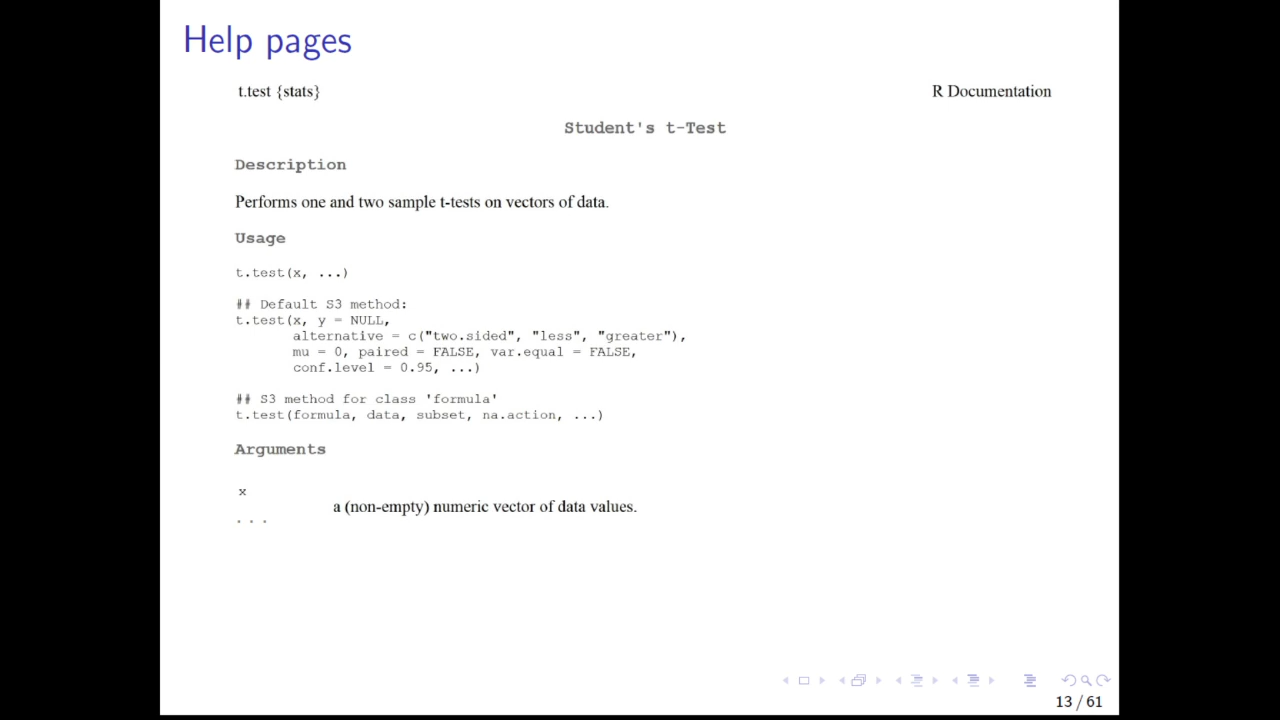 Help pages
t.test {stats} R Documentation
Student's t-Test
Description
Performs one and two sample t-tests on vectors of data.
Usage
t.test(x, ...)
## Default S3 method:
t.test(x, y = NULL,
       alternative = c("two.sided", "less", "greater"),
       mu = 0, paired = FALSE, var.equal = FALSE,
       conf.level = 0.95, ...)
## S3 method for class 'formula'
t.test(formula, data, subset, na.action, ...)
Arguments
x
a (non-empty) numeric vector of data values.
...
13 / 61